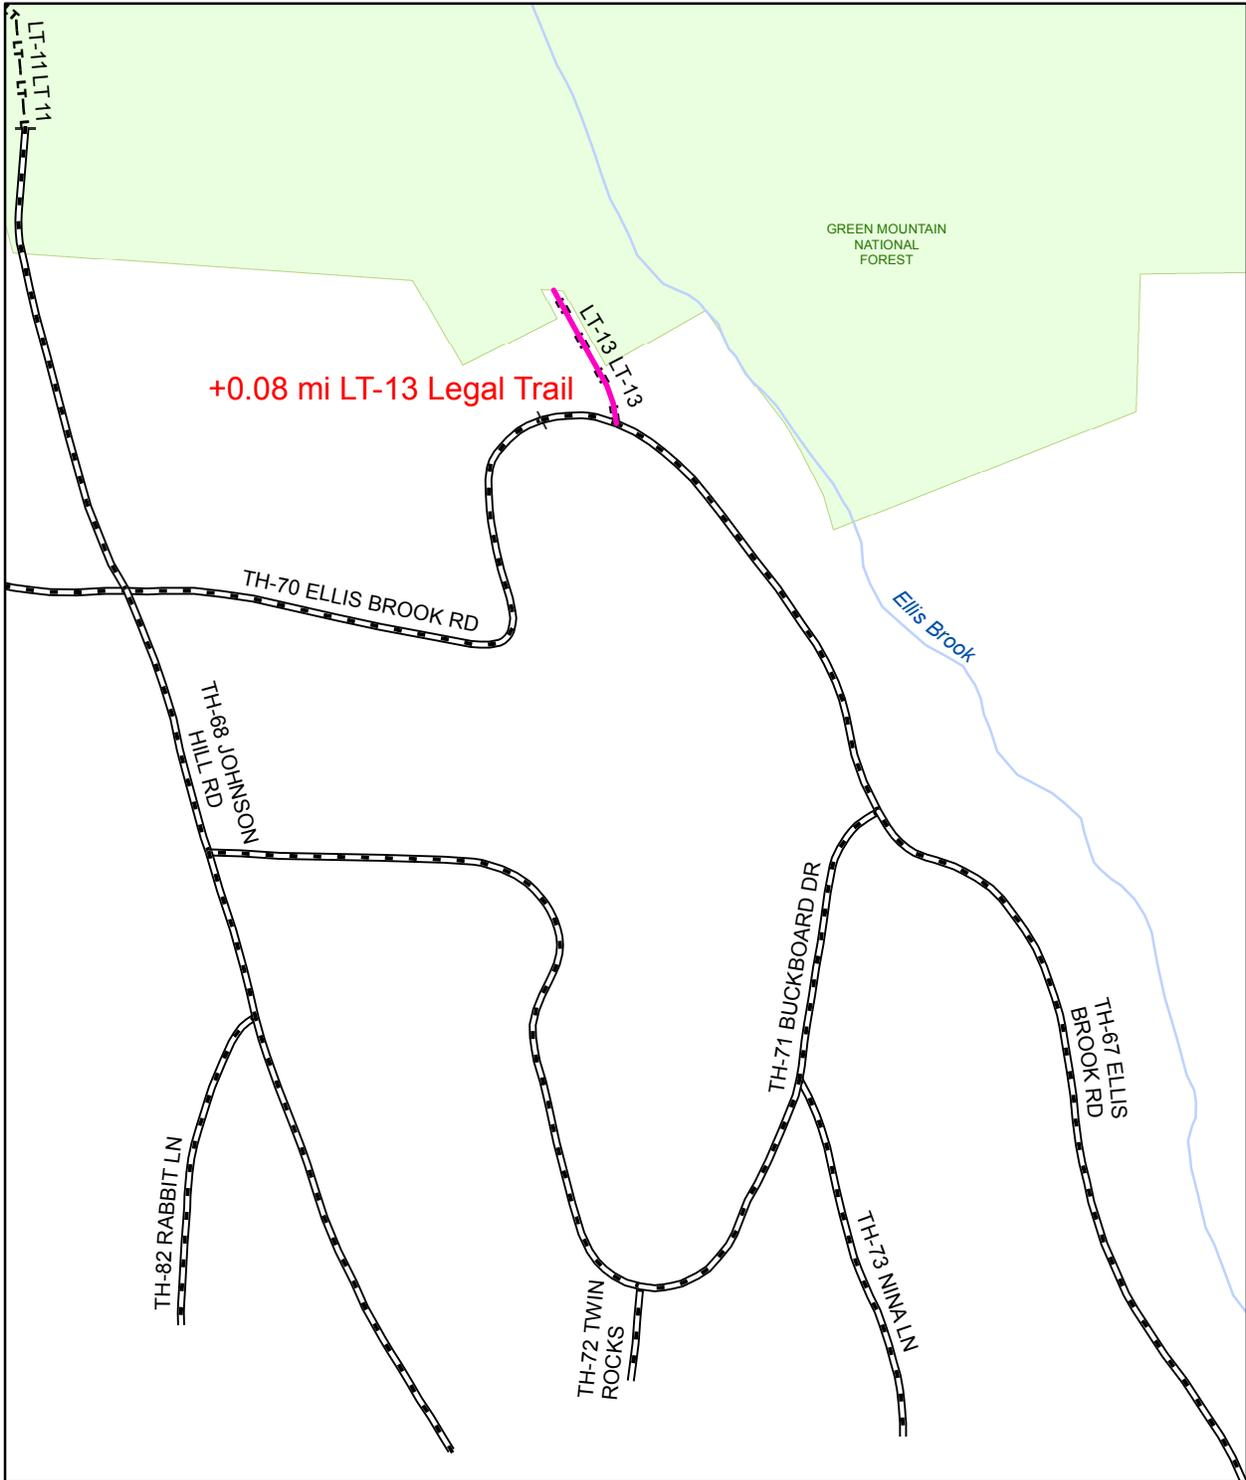 LT-11 LT 11
LT LT
GREEN MOUNTAIN
NATIONAL
FOREST
LT-13 LT-13
+0.08 mi LT-13 Legal Trail
TH-70 ELLIS BROOK RD
Ellis Brook
TH-68 JOHNSON
HILL RD
TH-71 BUCKBOARD DR
TH-67 ELLIS
BROOK RD
TH-82 RABBIT LN
TH-73 NINA LN
TH-72 TWIN
ROCKS